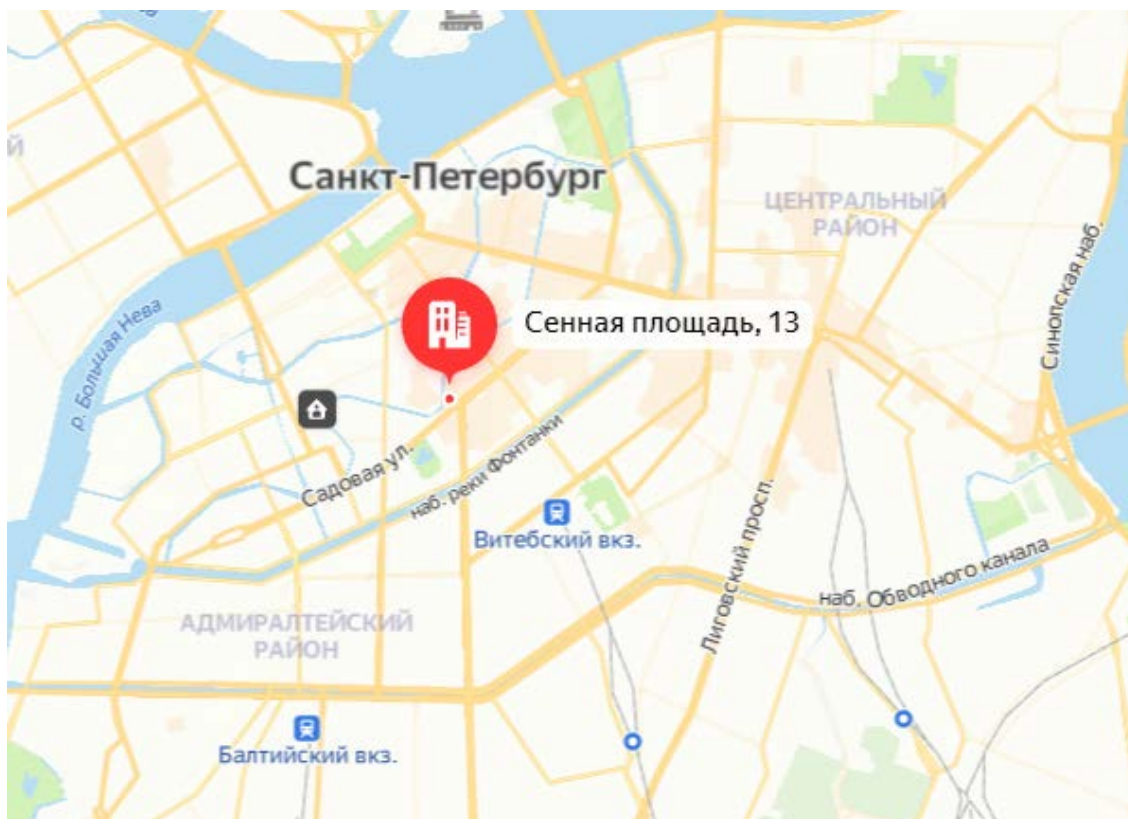 Й
Санкт-Петербург
ЦЕНТРАЛЬНЫЙ
РАЙОН
Синопская наб.
р. Большая Нева
Сенная площадь, 13
Садовая ул.
наб. реки Фонтанки
Витебский вкз.
Лиговский просп.
наб. Обводного канала
АДМИРАЛТЕЙСКИЙ
РАЙОН
Балтийский вкз.